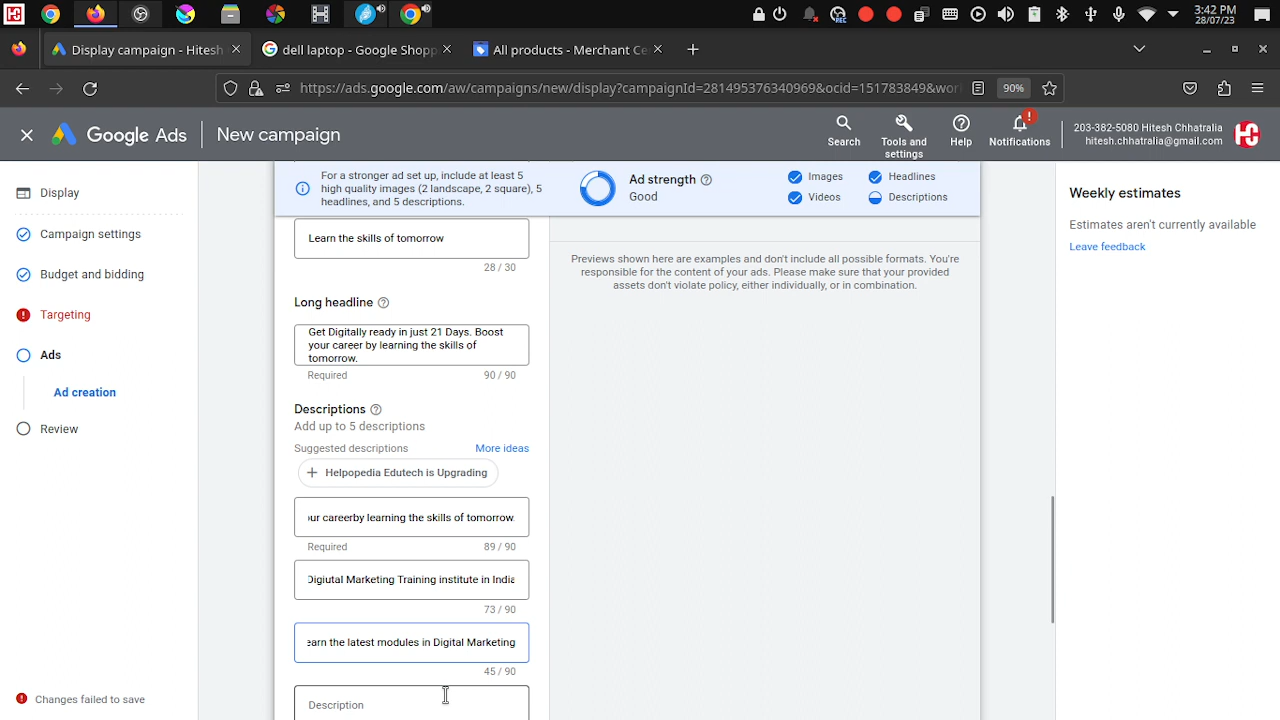 3:42 PM
28/07/23
REC
Display campaign - Hitesh
dell laptop - Google Shopp
All products - Merchant Ce
https://ads.google.com/aw/campaigns/new/display?campaignId=281495376340969&ocid=151783849&wor
90%
Google Ads
New campaign
Search
Tools and settings
Help
Notifications
203-382-5080 Hitesh Chhatralia
hitesh.chhatralia@gmail.com
Display
Campaign settings
Budget and bidding
Targeting
Ads
Ad creation
Review
Changes failed to save
For a stronger ad set up, include at least 5
high quality images (2 landscape, 2 square), 5
headlines, and 5 descriptions.
Ad strength
Good
Images
Headlines
Videos
Descriptions
Learn the skills of tomorrow
28 / 30
Long headline
Get Digitally ready in just 21 Days. Boost
your career by learning the skills of
tomorrow.
Required
90 / 90
Descriptions
Add up to 5 descriptions
Suggested descriptions
More ideas
Helpopedia Edutech is Upgrading
ur careerby learning the skills of tomorrow.
Required
89 / 90
Digiutal Marketing Training institute in India
73 / 90
earn the latest modules in Digital Marketing
45 / 90
Description
Previews shown here are examples and don't include all possible formats. You're
responsible for the content of your ads. Please make sure that your provided
assets don't violate policy, either individually, or in combination.
Weekly estimates
Estimates aren't currently available
Leave feedback